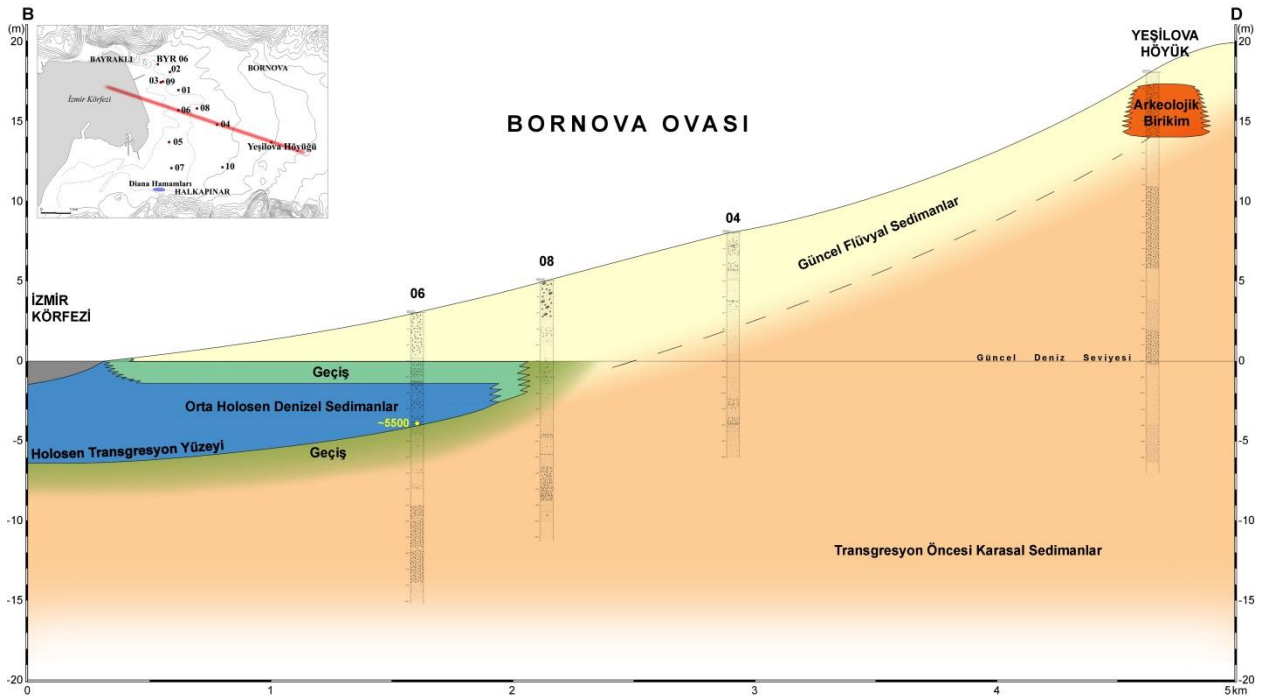 B
(m)
20
15
10
5
0
-5
-10
-15
-20
BAYRAKLI
BYR 06
02
03
09
01
BORNOVA
İzmir Körfezi
06
08
04
05
Yeşilova Höyüğü
07
10
Diana Hamamları
HALKAPINAR
BORNOVA OVASI
YEŞİLOVA
HÖYÜK
D
(m)
20
15
10
5
0
-5
-10
-15
-20
Arkeolojik
Birikim
Güncel Flüvyal Sedimanlar
04
08
06
İZMİR
KÖRFEZİ
Güncel Deniz Seviyesi
Geçiş
Orta Holosen Denizel Sedimanlar
~5500
Holosen Transgresyon Yüzeyi
Geçiş
Transgresyon Öncesi Karasal Sedimanlar
0
1
2
3
4
5 km